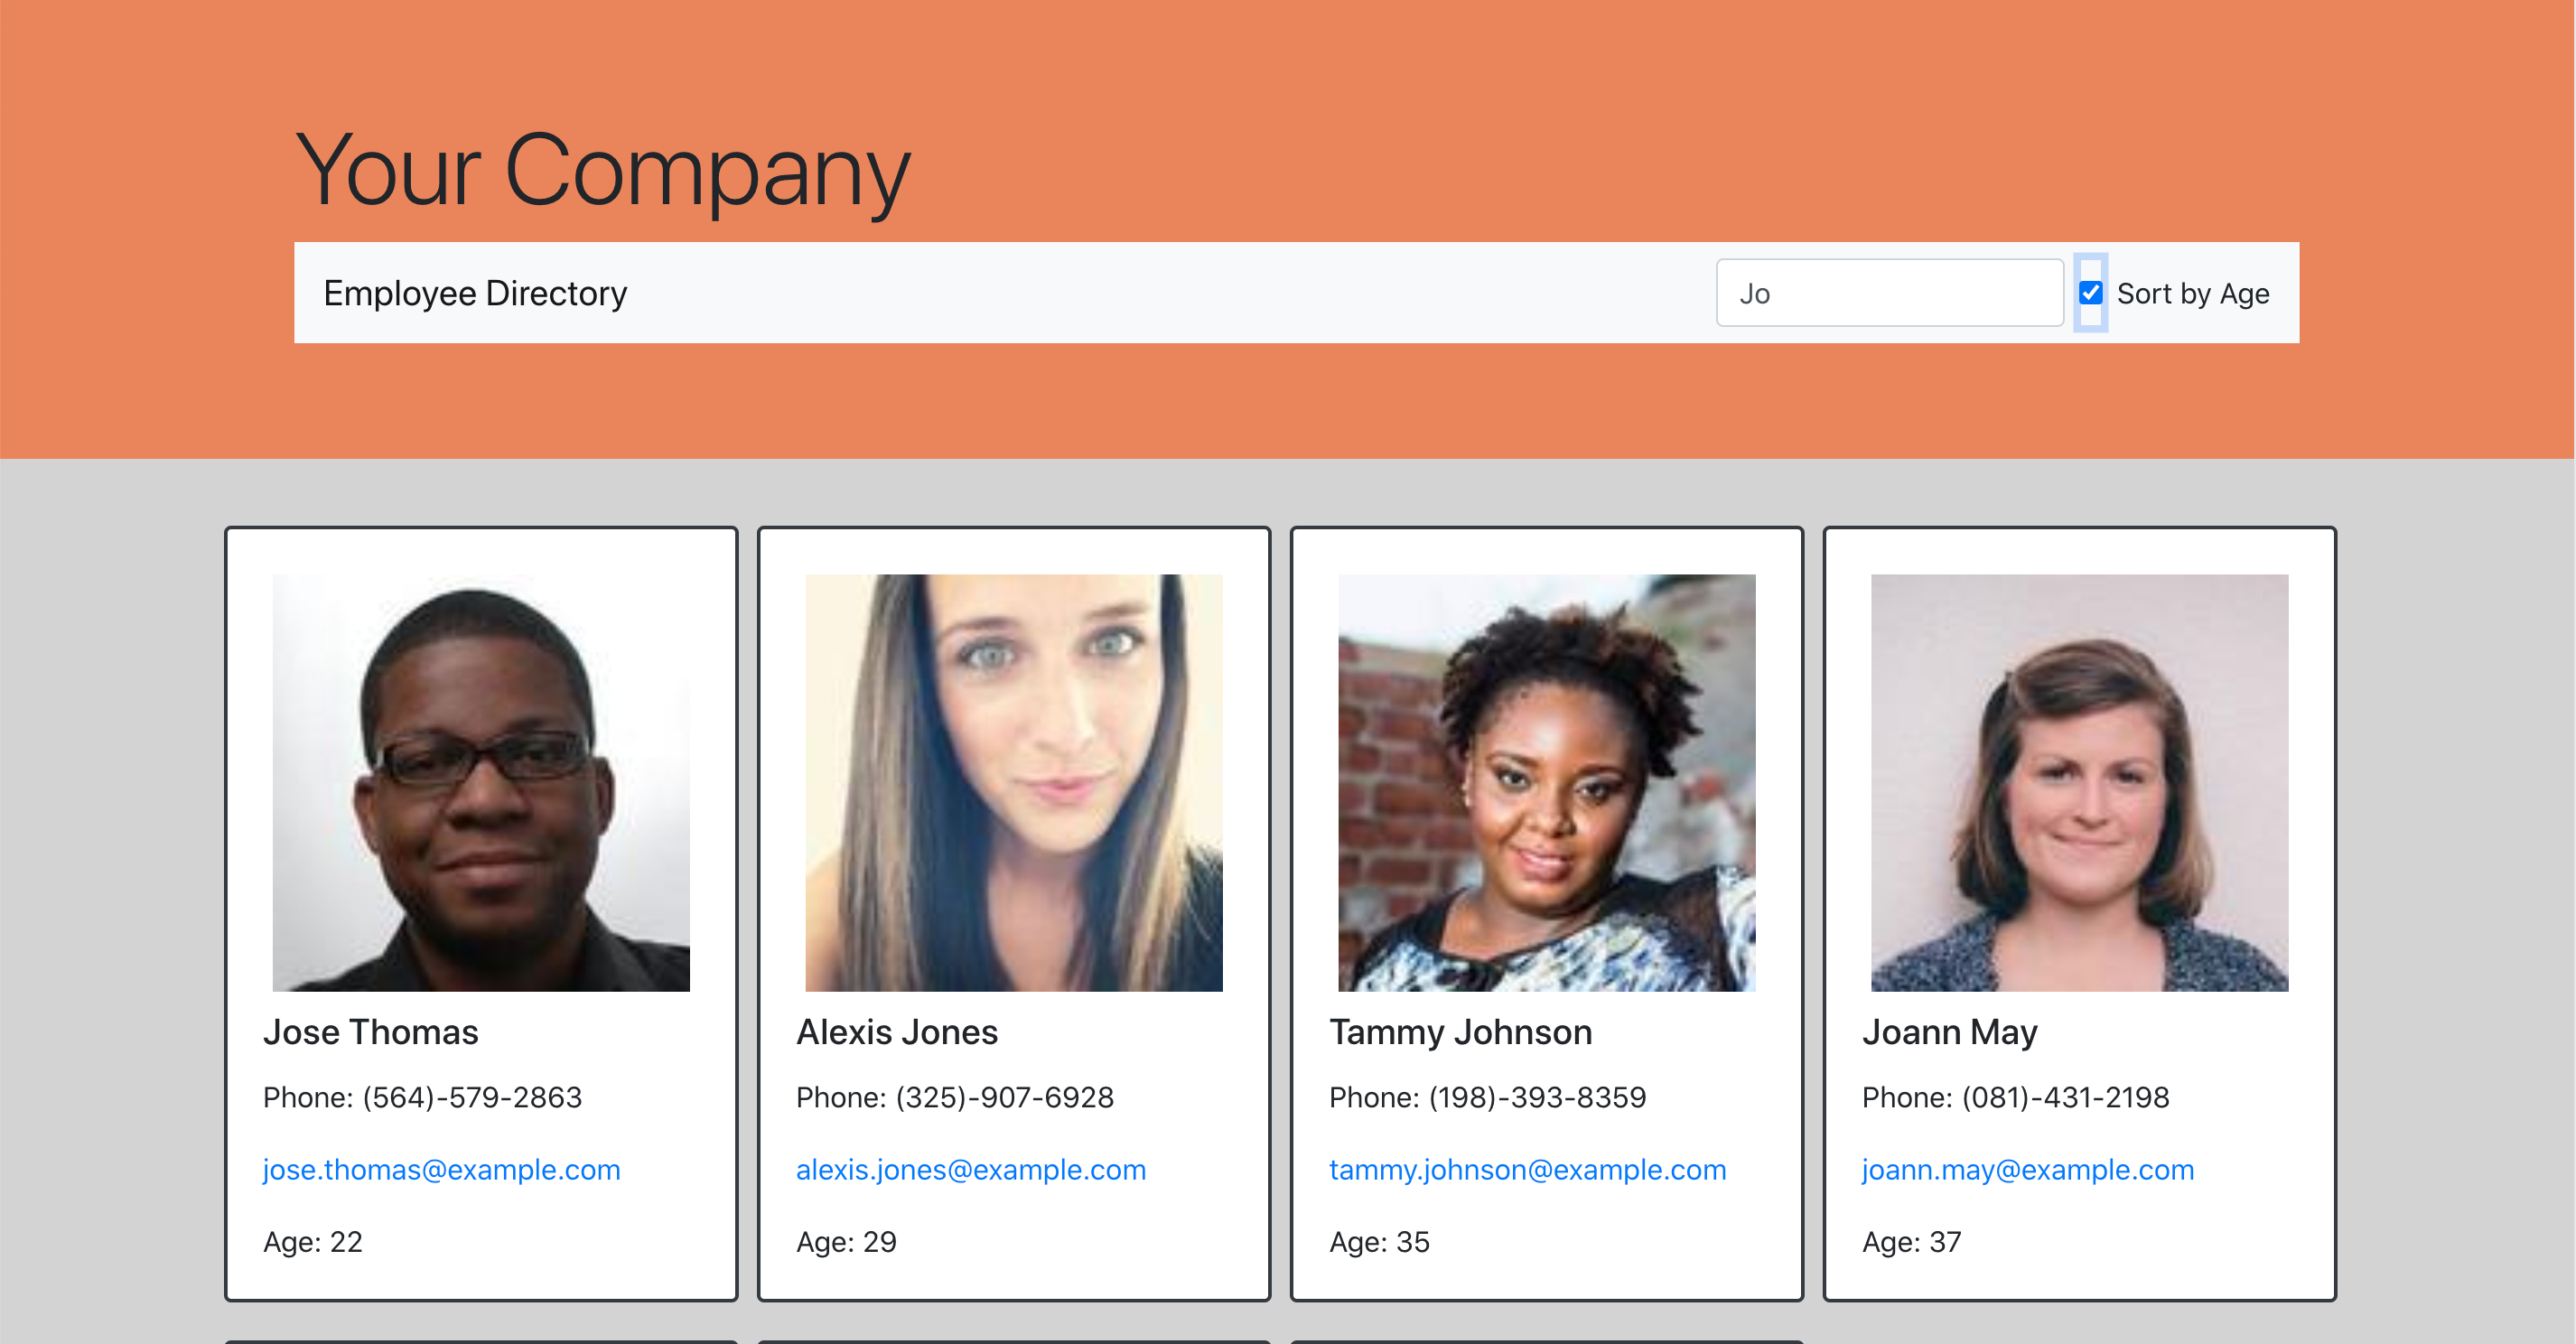 Your Company
Employee Directory
Jo
Sort by Age
Jose Thomas
Phone: (564)-579-2863
jose.thomas@example.com
Age: 22
Alexis Jones
Phone: (325)-907-6928
alexis.jones@example.com
Age: 29
Tammy Johnson
Phone: (198)-393-8359
tammy.johnson@example.com
Age: 35
Joann May
Phone: (081)-431-2198
joann.may@example.com
Age: 37